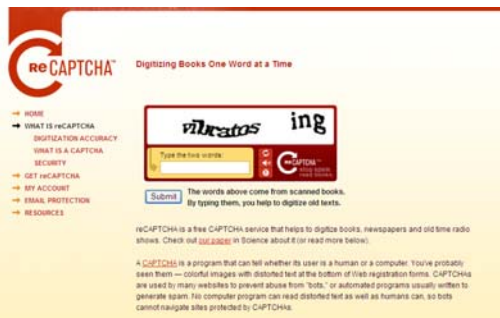 reCAPTCHA™
Digitizing Books One Word at a Time
HOME
WHAT IS reCAPTCHA
DIGITIZATION ACCURACY
WHAT IS A CAPTCHA
SECURITY
GET reCAPTCHA
MY ACCOUNT
EMAIL PROTECTION
RESOURCES
ing
Type the two words:
reCAPTCHA™
stop spam.
read books.
Submit
The words above come from scanned books.
By typing them, you help to digitize old texts.
reCAPTCHA is a free CAPTCHA service that helps to digitize books, newspapers and old time radio
shows. Check out our paper in Science about it (or read more below).
A CAPTCHA is a program that can tell whether its user is a human or a computer. You've probably
seen them — colorful images with distorted text at the bottom of Web registration forms. CAPTCHAs
are used by many websites to prevent abuse from "bots," or automated programs usually written to
generate spam. No computer program can read distorted text as well as humans can, so bots
cannot navigate sites protected by CAPTCHAs.